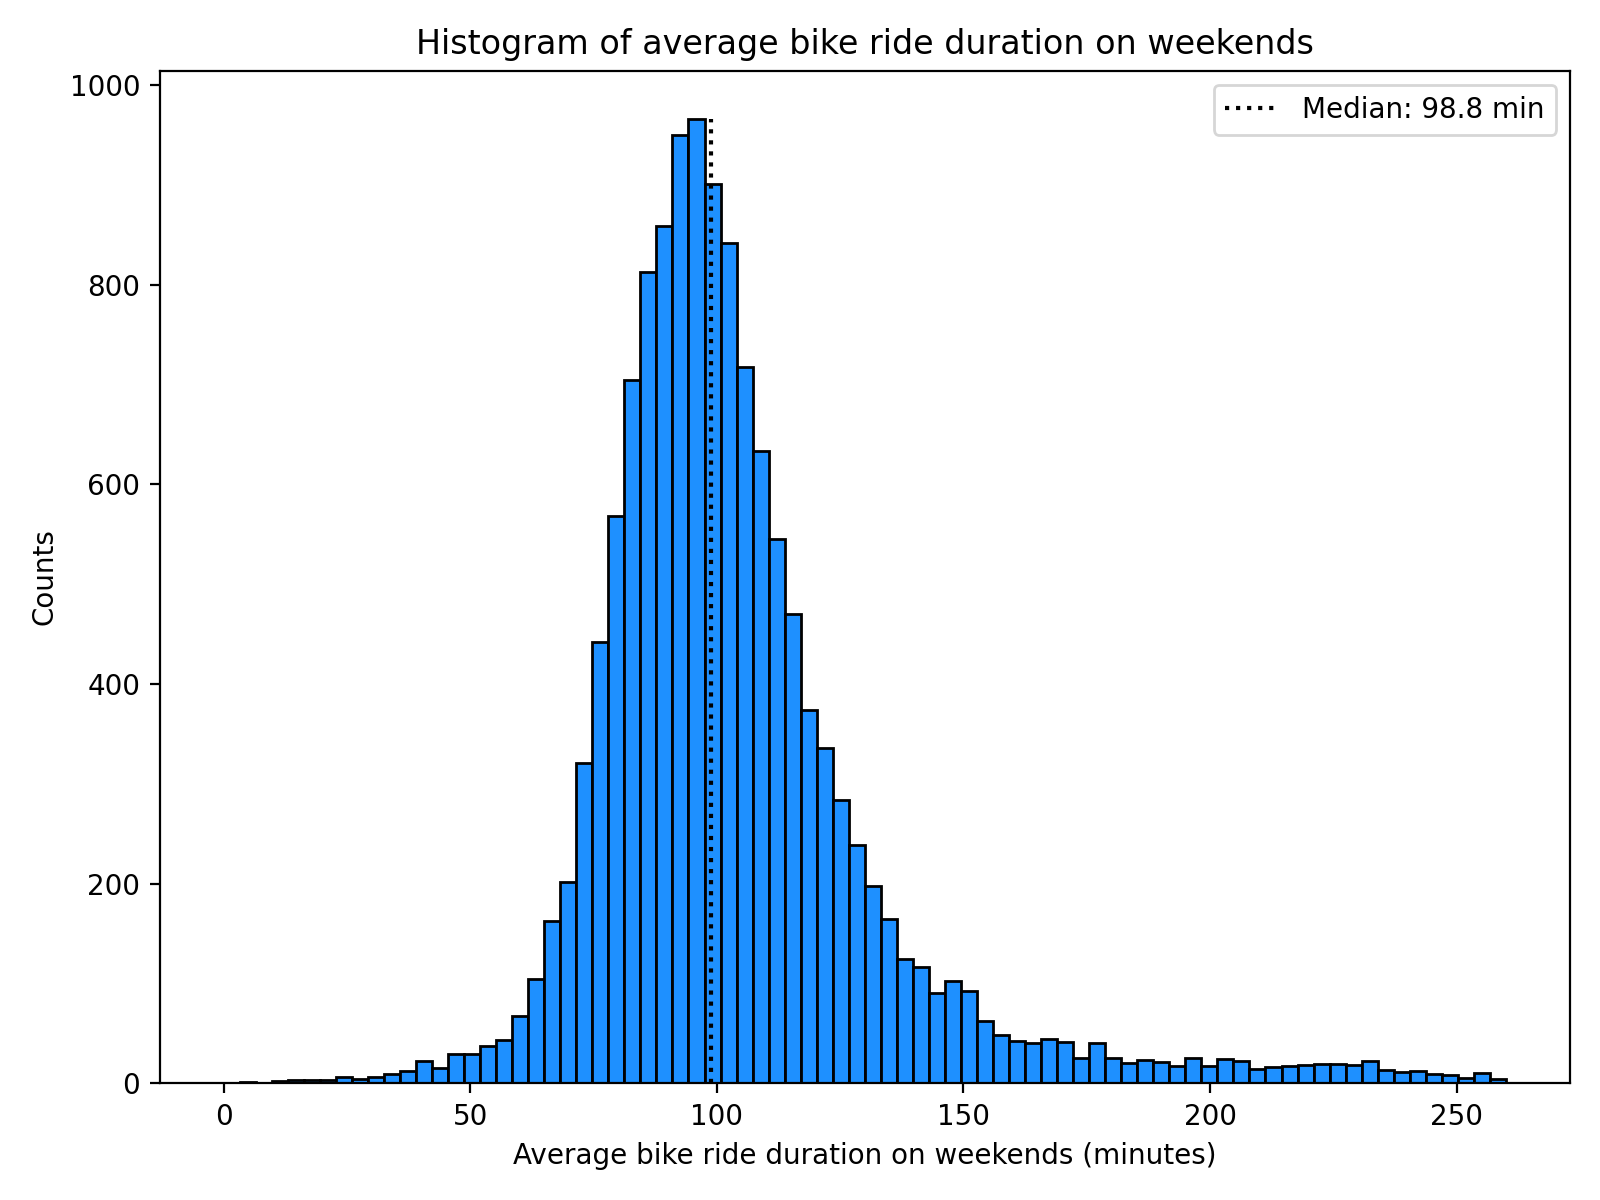 Histogram of average bike ride duration on weekends
Median: 98.8 min
1000
800
600
400
200
0
Counts
0 50 100 150 200 250
Average bike ride duration on weekends (minutes)